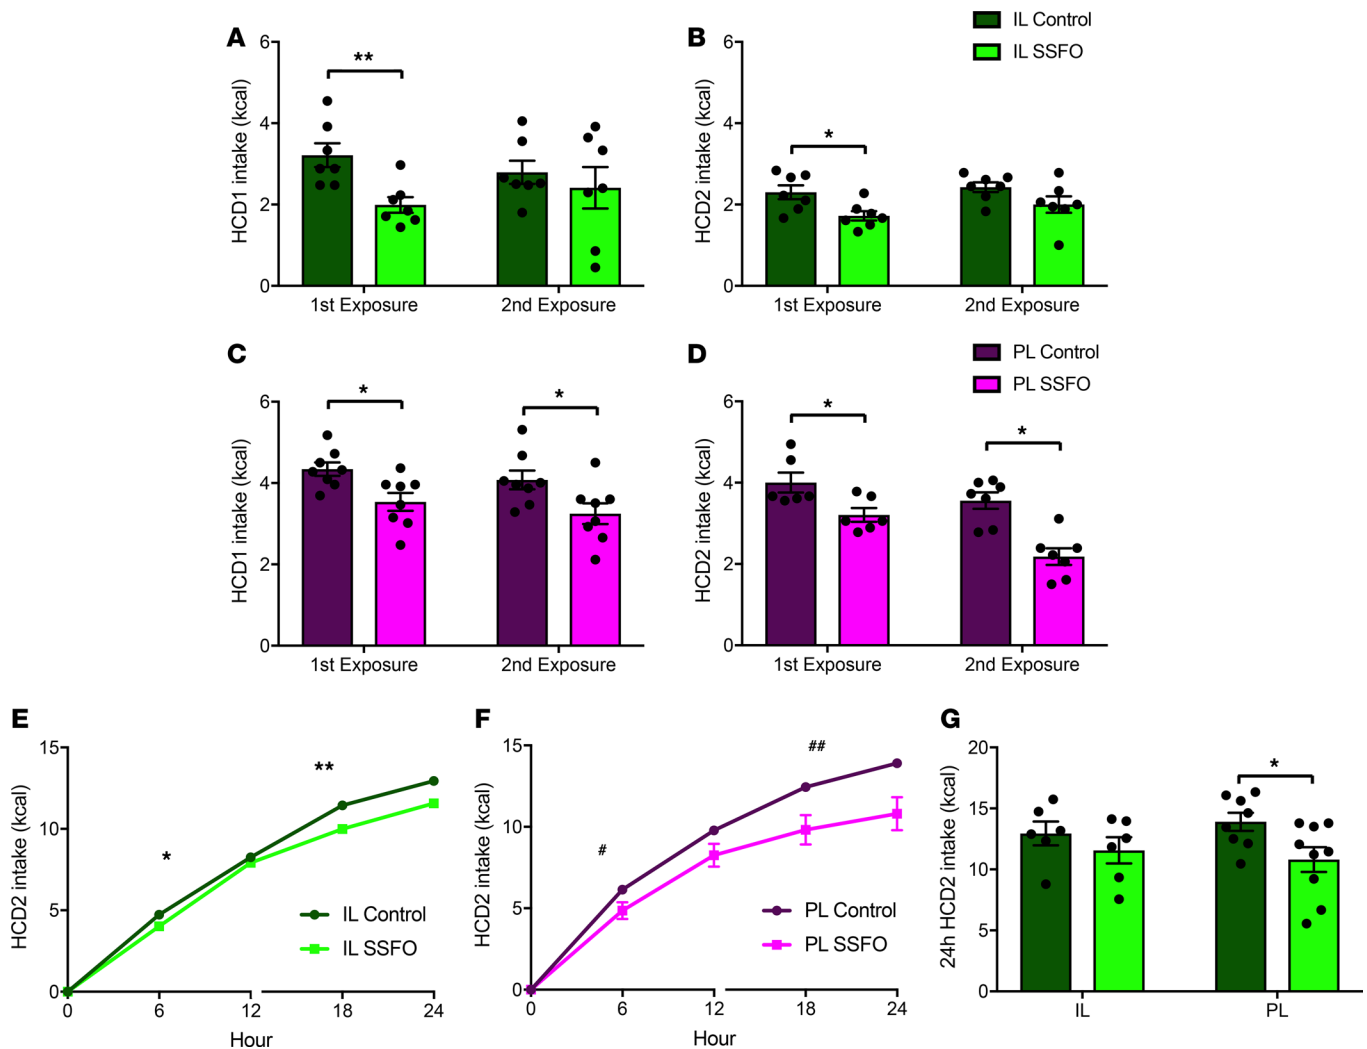 A
B
IL Control
IL SSFO
HCD1 intake (kcal)
6
4
2
0
**
1st Exposure
2nd Exposure
HCD2 intake (kcal)
6
4
2
0
*
1st Exposure
2nd Exposure
C
D
PL Control
PL SSFO
HCD1 intake (kcal)
6
4
2
0
*
*
1st Exposure
2nd Exposure
HCD2 intake (kcal)
6
4
2
0
*
*
1st Exposure
2nd Exposure
E
HCD2 intake (kcal)
15
10
5
0
*
**
IL Control
IL SSFO
0 6 12 18 24
Hour
F
HCD2 intake (kcal)
15
10
5
0
#
##
PL Control
PL SSFO
0 6 12 18 24
Hour
G
24h HCD2 intake (kcal)
20
15
10
5
0
*
IL
PL